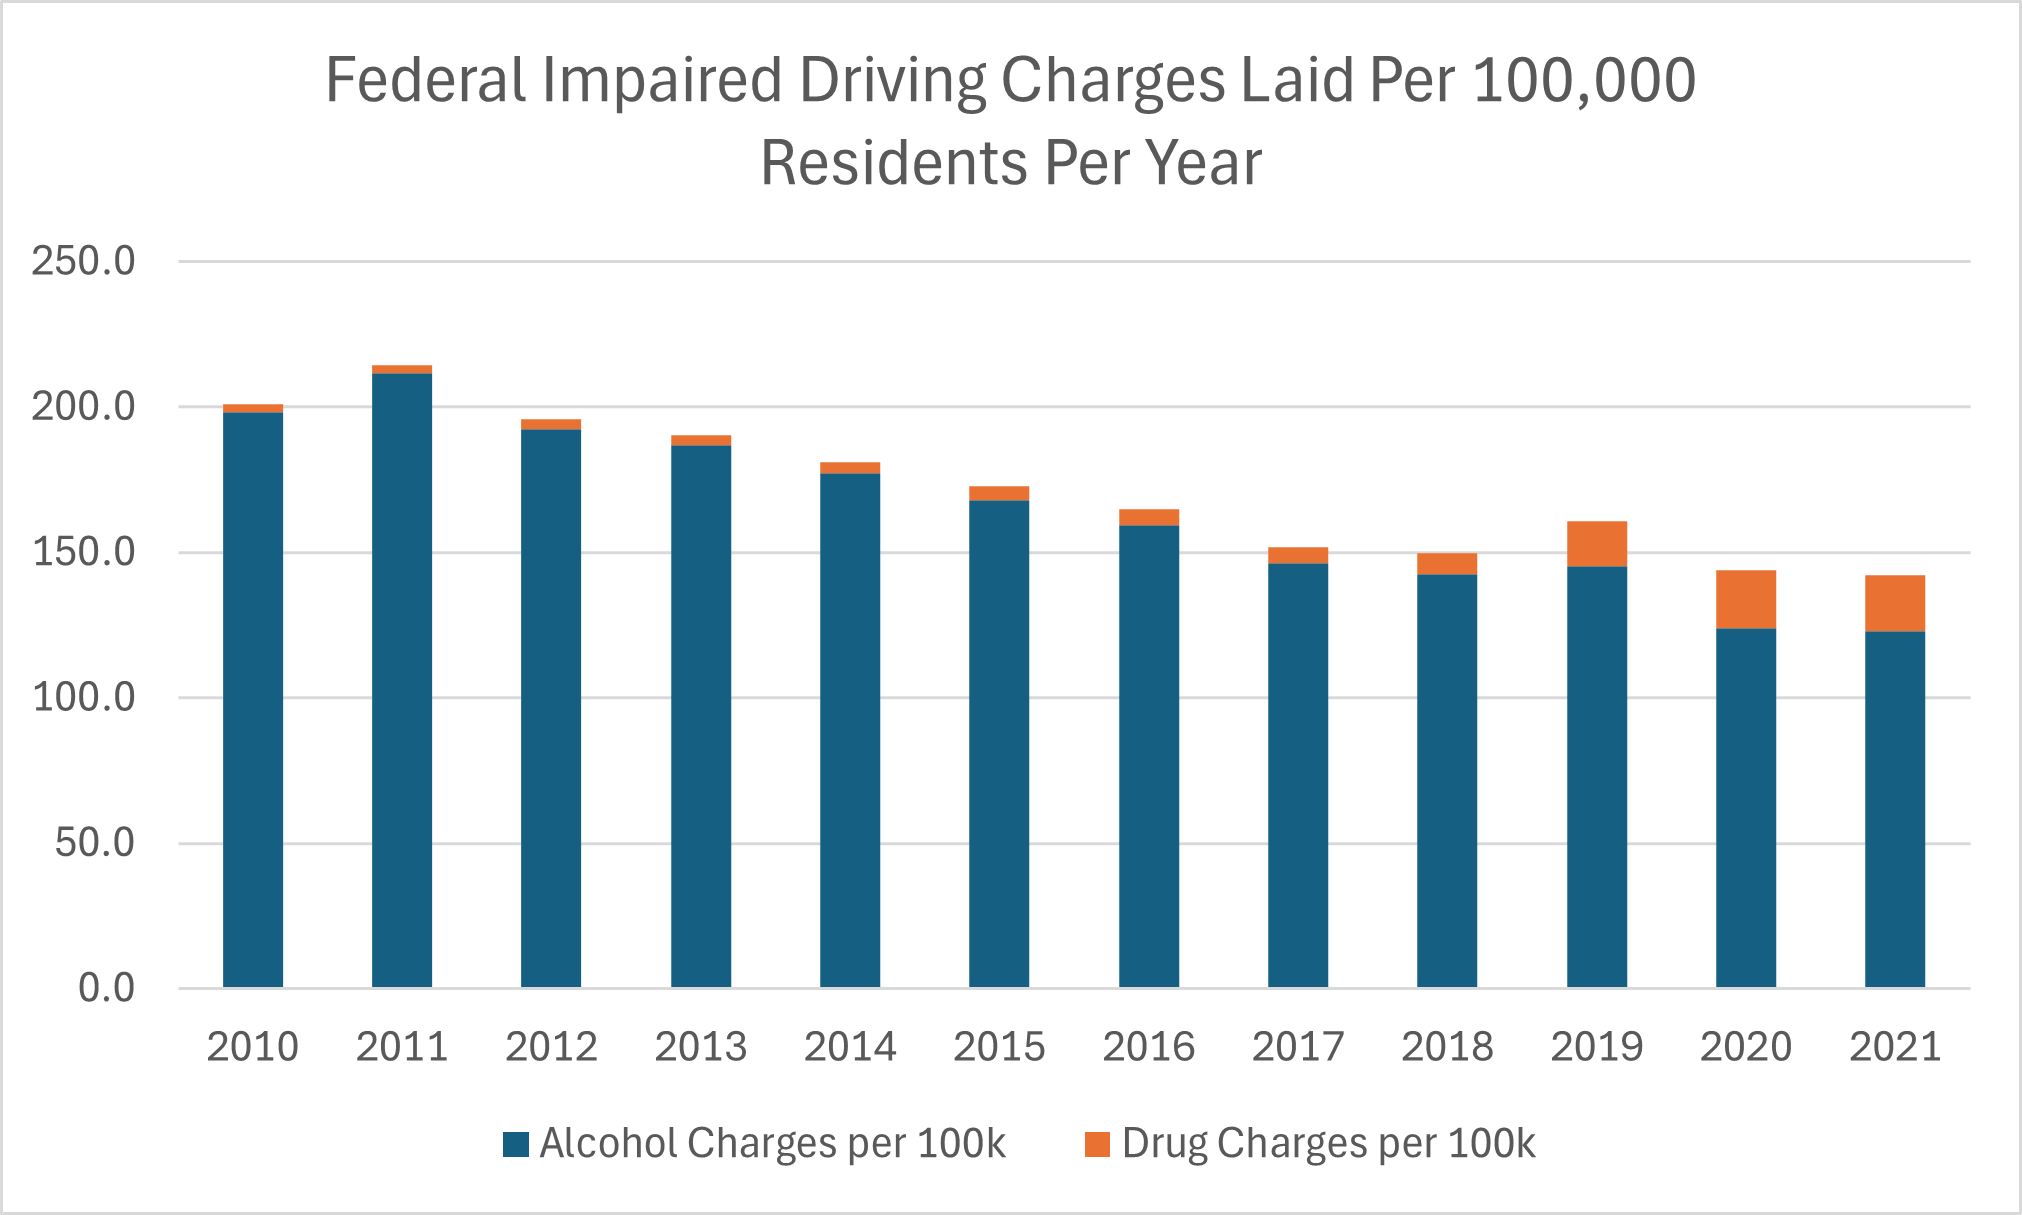 Federal Impaired Driving Charges Laid Per 100,000
Residents Per Year
250.0
200.0
150.0
100.0
50.0
0.0
2010 2011 2012 2013 2014 2015 2016 2017 2018 2019 2020 2021
Alcohol Charges per 100k Drug Charges per 100k